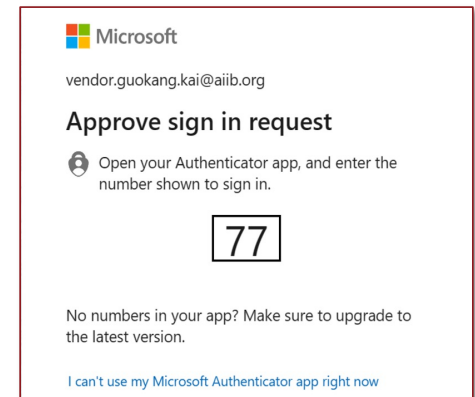 Microsoft
vendor.guokang.kai@aiib.org
Approve sign in request
Open your Authenticator app, and enter the
number shown to sign in.
77
No numbers in your app? Make sure to upgrade to
the latest version.
I can't use my Microsoft Authenticator app right now